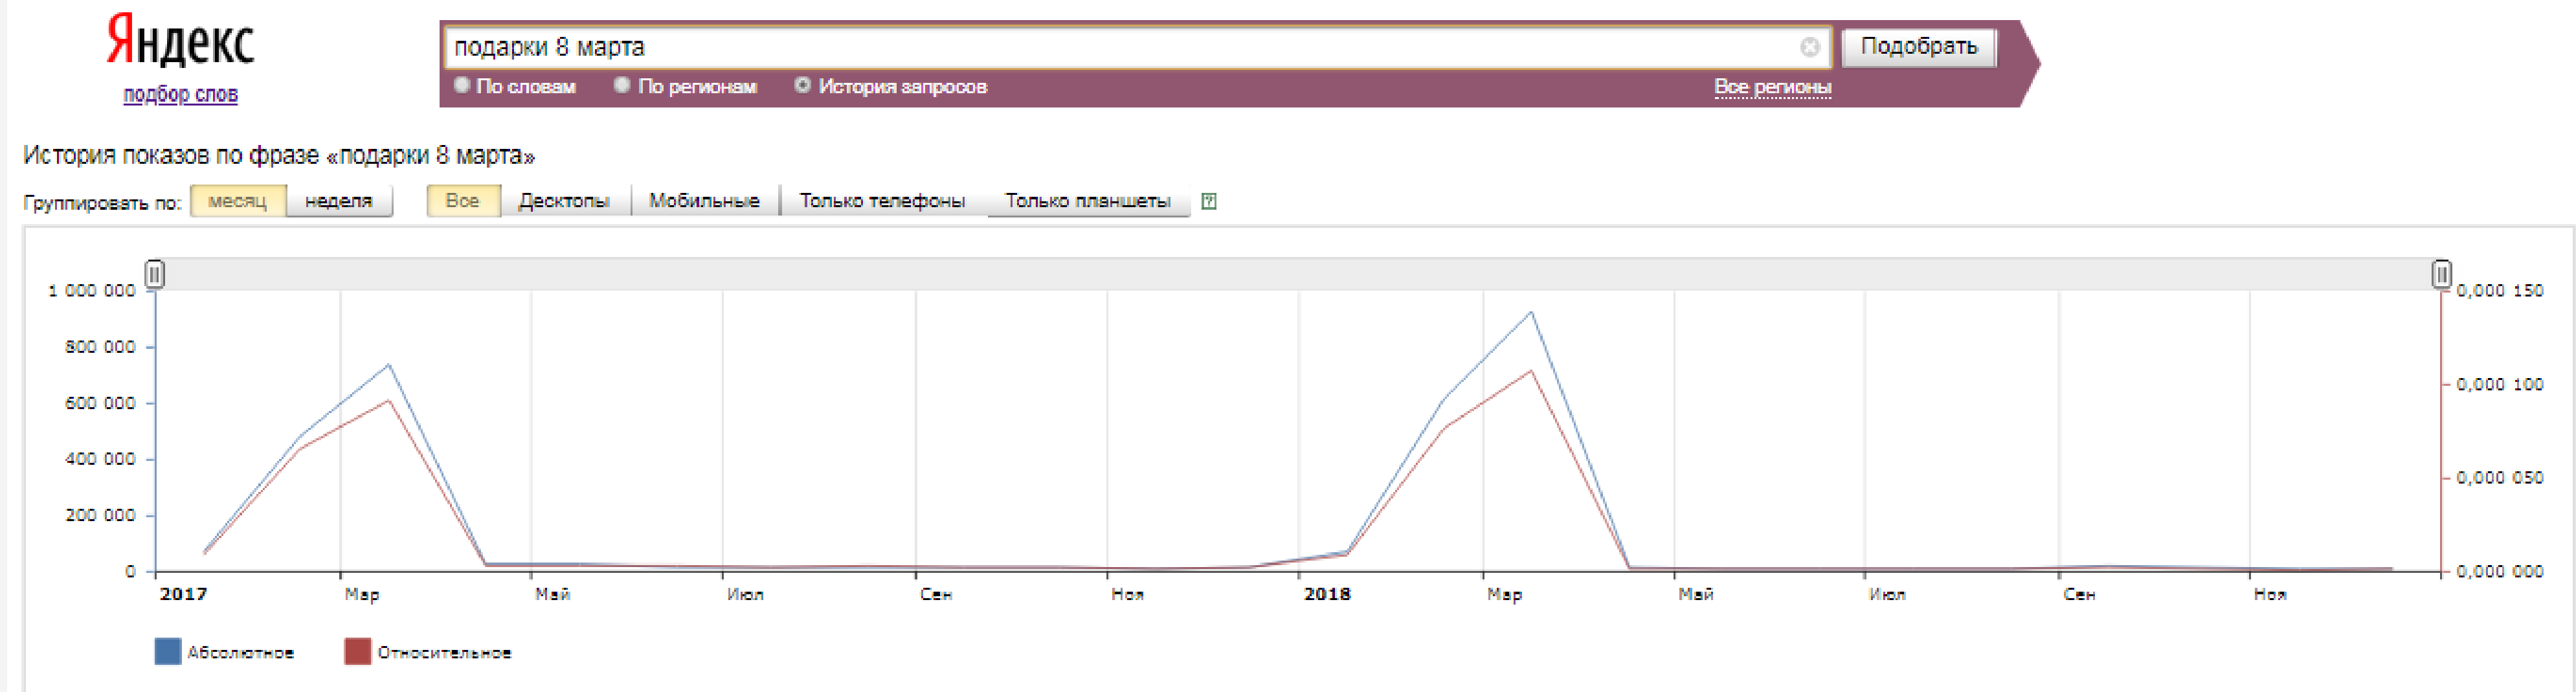 Яндекс
подбор слов
подарки 8 марта
Подобрать
По словам По регионам История запросов Все регионы
История показов по фразе «подарки 8 марта»
Группировать по: месяц неделя Все Десктопы Мобильные Только телефоны Только планшеты ?
1 000 000 0,000 150
800 000
600 000 0,000 100
400 000 0,000 050
200 000
0 0,000 000
2017 Мар Май Июл Сен Ноя 2018 Мар Май Июл Сен Ноя
Абсолютное Относительное